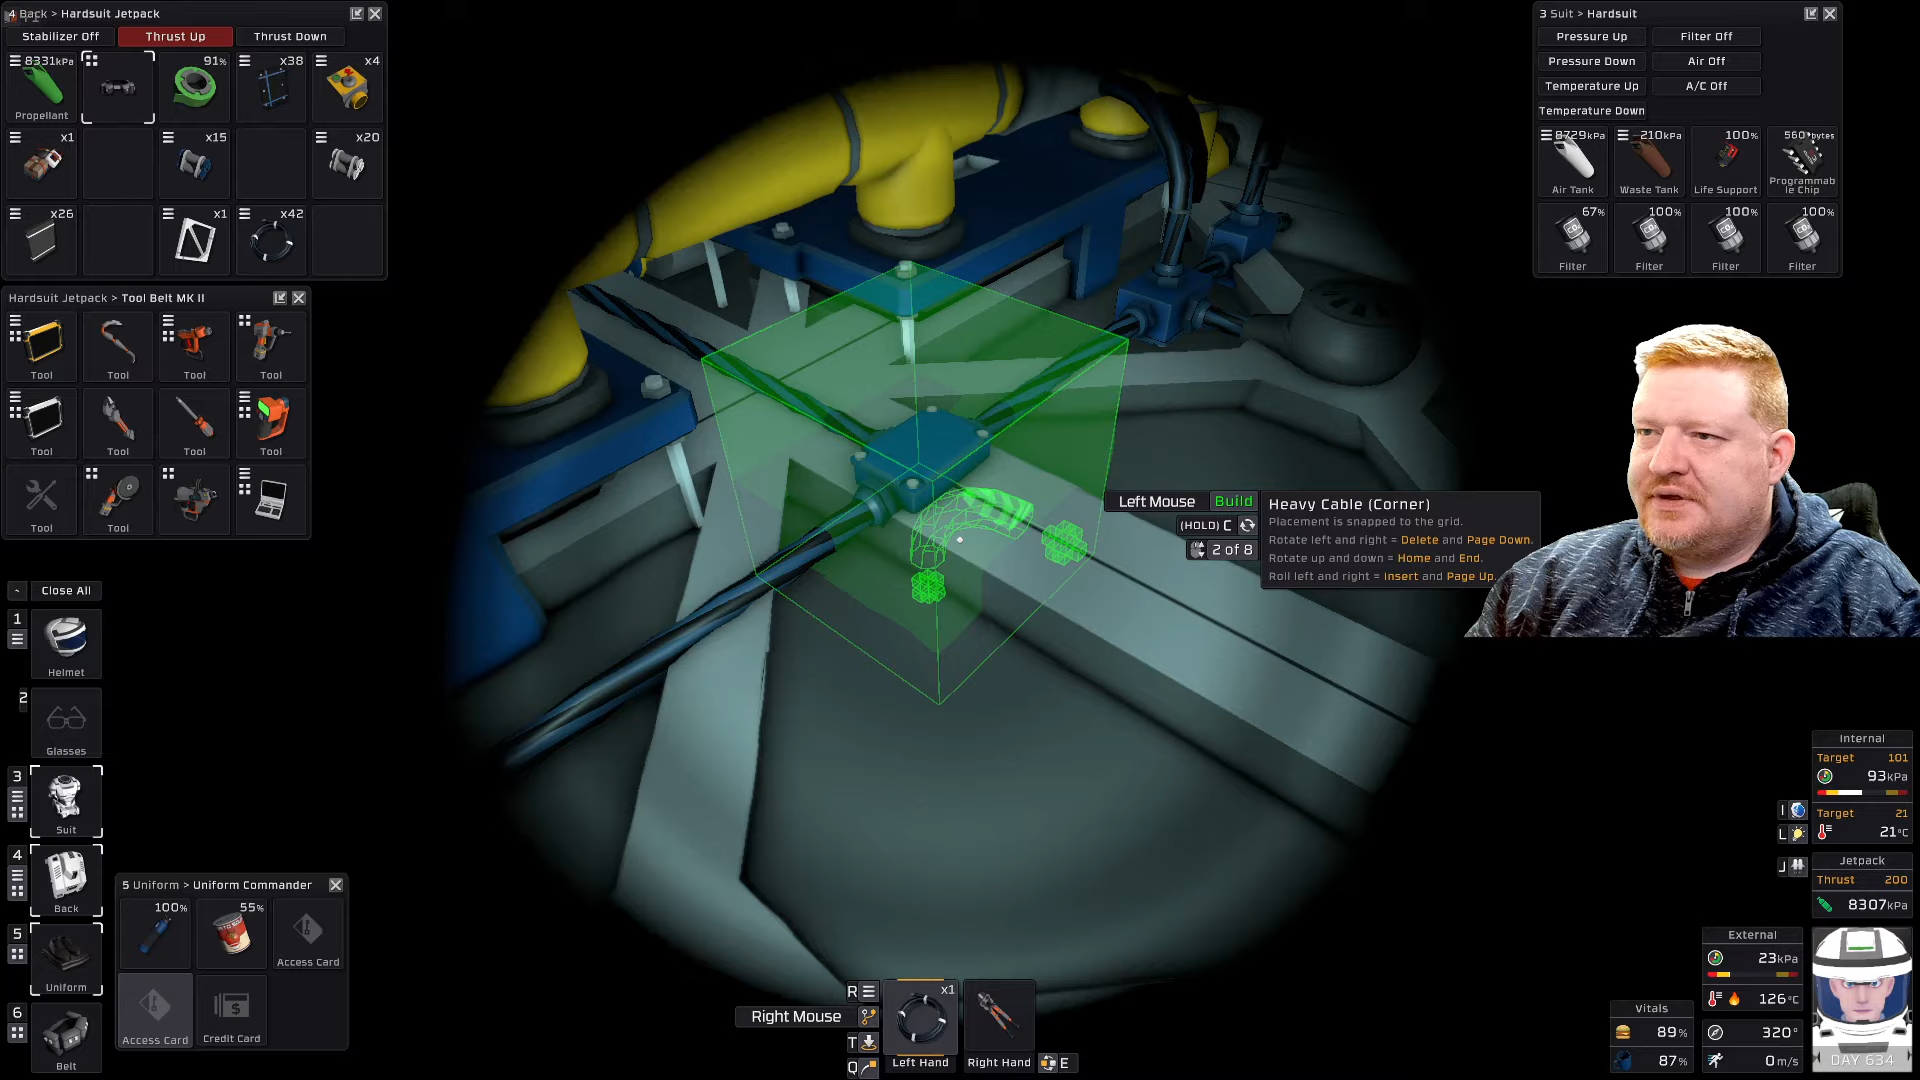 4 Back > Hardsuit Jetpack
Stabilizer Off
Thrust Up
Thrust Down
8331kPa
91%
x38
x4
Propellant
x1
x15
x20
x26
x1
x42
Hardsuit Jetpack > Tool Belt MK II
Tool
Tool
Tool
Tool
Tool
Tool
Tool
Tool
Tool
Tool
Tool
Tool
~ Close All
1
Helmet
2
Glasses
3
Suit
4
Back
5
Uniform
6
Belt
5 Uniform > Uniform Commander
100%
55%
Access Card
Access Card
Credit Card
Left Mouse Build
(HOLD) C
2 of 8
Heavy Cable (Corner)
Placement is snapped to the grid.
Rotate left and right = Delete and Page Down.
Rotate up and down = Home and End.
Roll left and right = Insert and Page Up.
R
Right Mouse
T
Q
x1
Left Hand
Right Hand
E
3 Suit > Hardsuit
Pressure Up
Filter Off
Pressure Down
Air Off
Temperature Up
A/C Off
Temperature Down
8729kPa
210kPa
100%
560 bytes
Air Tank
Waste Tank
Life Support
Programmab
le Chip
67%
100%
100%
100%
Filter
Filter
Filter
Filter
Internal
Target 101
93kPa
Target 21
21°C
I
L
J
Jetpack
Thrust 200
8307kPa
External
23kPa
126°C
Vitals
89%
320°
87%
0m/s
DAY 634